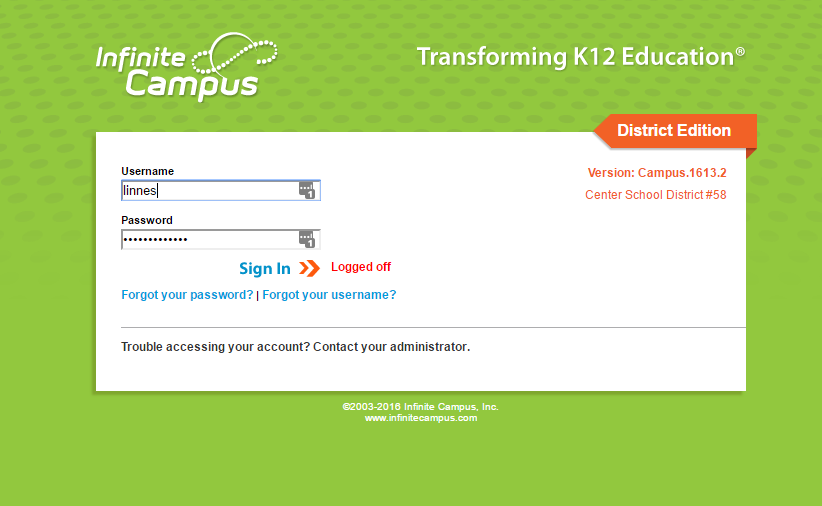 Infinite
Campus
Transforming K12 Education®
District Edition
Username
Version: Campus.1613.2
linnes
Center School District #58
Password
•••••••••••••
Sign In
Logged off
Forgot your password? | Forgot your username?
Trouble accessing your account? Contact your administrator.
©2003-2016 Infinite Campus, Inc.
www.infinitecampus.com